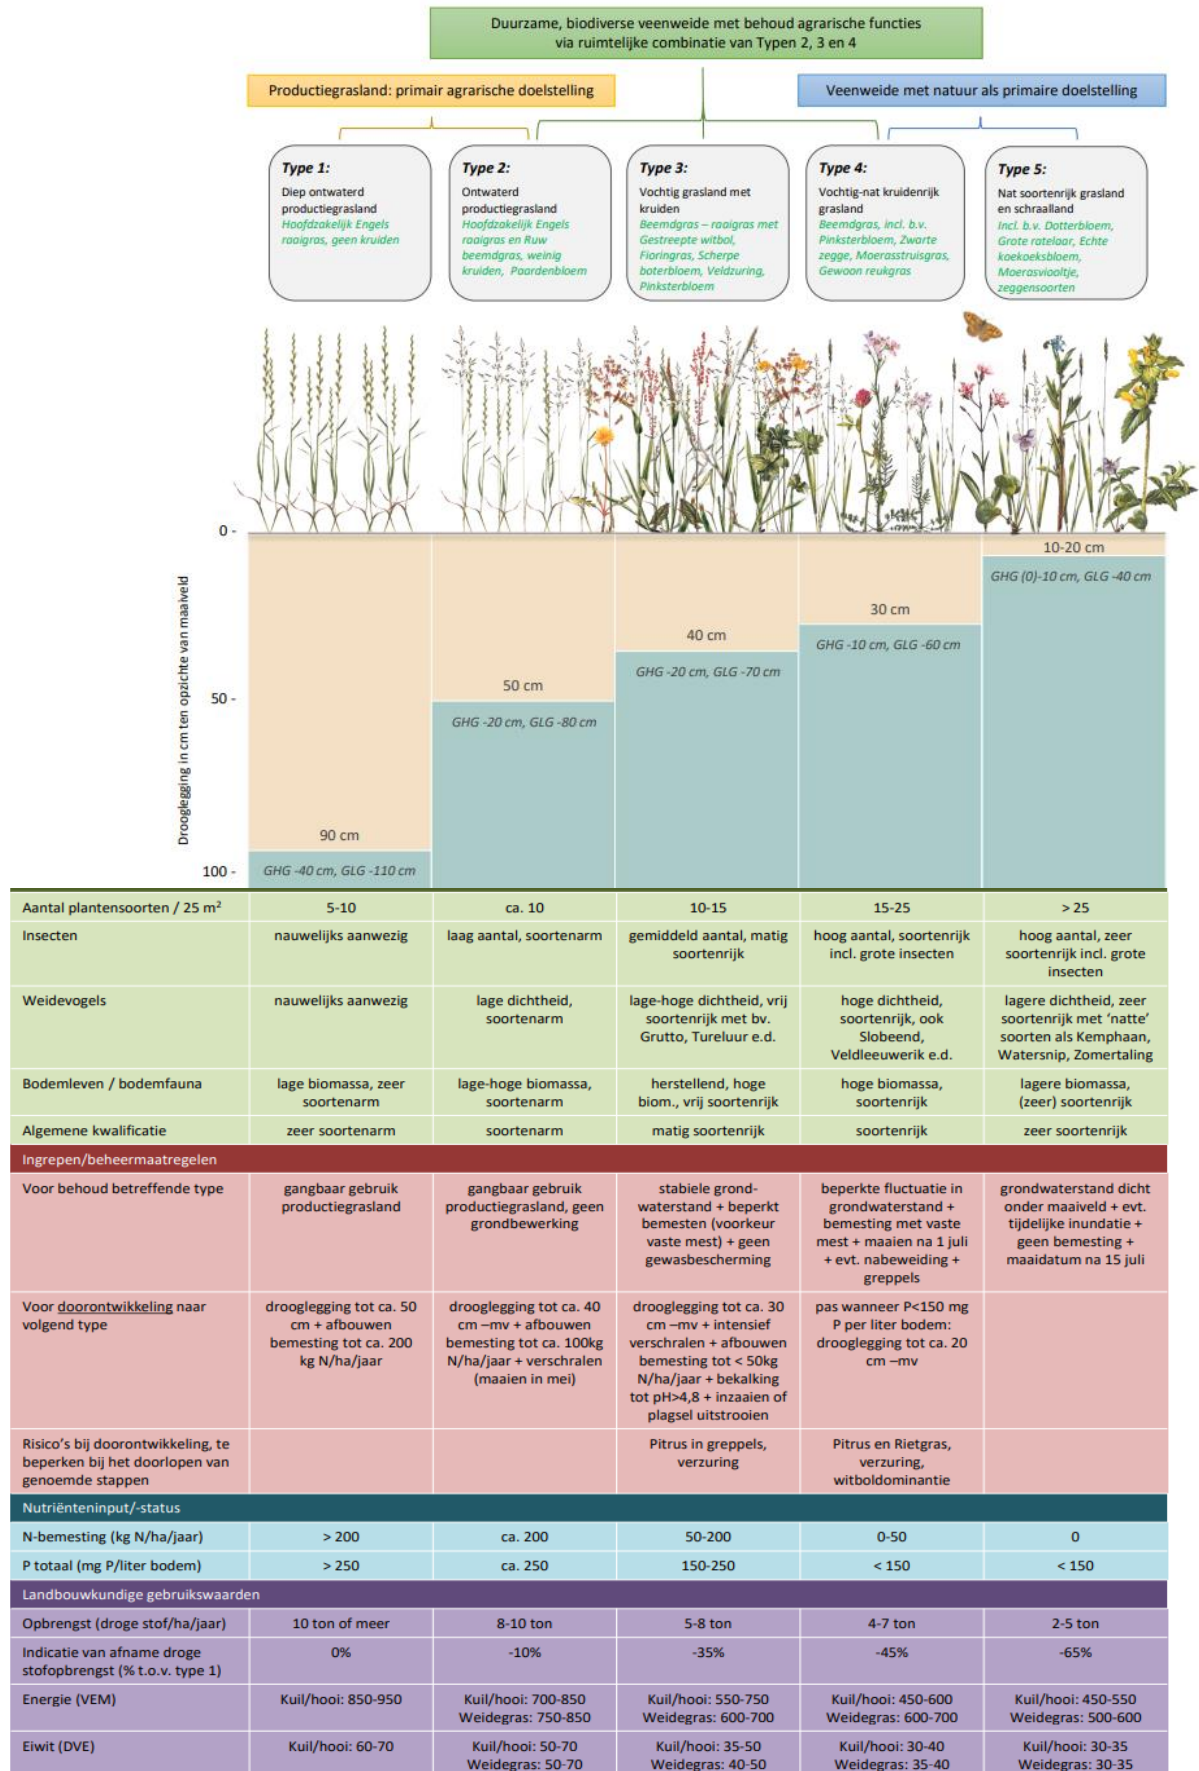 Duurzame, biodiverse veenweide met behoud agrarische functies
via ruimtelijke combinatie van Typen 2, 3 en 4
Productiegrasland: primair agrarische doelstelling
Veenweide met natuur als primaire doelstelling
Type 1:
Diep ontwaterd
productiegrasland
Hoofdzakelijk Engels
raaigras, geen kruiden
Type 2:
Ontwaterd
productiegrasland
Hoofdzakelijk Engels
raaigras en Ruw
beemdgras, weinig
kruiden, Paardenbloem
Type 3:
Vochtig grasland met
kruiden
Beemdgras – raaigras met
Gestreepte witbol,
Fioringras, Scherpe
boterbloem, Veldzuring,
Pinksterbloem
Type 4:
Vochtig-nat kruidenrijk
grasland
Beemdgras, incl. b.v.
Pinksterbloem, Zwarte
zegge, Moerasstruisgras,
Gewoon reukgras
Type 5:
Nat soortenrijk grasland
en schraalland
Incl. b.v. Dotterbloem,
Grote ratelaar, Echte
koekoeksbloem,
Moerasviooltje,
zeggensoorten
Drooglegging in cm ten opzichte van maaiveld
0 -
50 -
100 -
90 cm
GHG -40 cm, GLG -110 cm
50 cm
GHG -20 cm, GLG -80 cm
40 cm
GHG -20 cm, GLG -70 cm
30 cm
GHG -10 cm, GLG -60 cm
10-20 cm
GHG (0)-10 cm, GLG -40 cm
Aantal plantensoorten / 25 m²
5-10
ca. 10
10-15
15-25
> 25
Insecten
nauwelijks aanwezig
laag aantal, soortenarm
gemiddeld aantal, matig
soortenrijk
hoog aantal, soortenrijk
incl. grote insecten
hoog aantal, zeer
soortenrijk incl. grote
insecten
Weidevogels
nauwelijks aanwezig
lage dichtheid,
soortenarm
lage-hoge dichtheid, vrij
soortenrijk met bv.
Grutto, Tureluur e.d.
hoge dichtheid,
soortenrijk, ook
Slobeend,
Veldleeuwerik e.d.
lagere dichtheid, zeer
soortenrijk met ‘natte’
soorten als Kemphaan,
Watersnip, Zomertaling
Bodemleven / bodemfauna
lage biomassa, zeer
soortenarm
lage-hoge biomassa,
soortenarm
herstellend, hoge
biom., vrij soortenrijk
hoge biomassa,
soortenrijk
lagere biomassa,
(zeer) soortenrijk
Algemene kwalificatie
zeer soortenarm
soortenarm
matig soortenrijk
soortenrijk
zeer soortenrijk
Ingrepen/beheermaatregelen
Voor behoud betreffende type
gangbaar gebruik
productiegrasland
gangbaar gebruik
productiegrasland, geen
grondbewerking
stabiele grond-
waterstand + beperkt
bemesten (voorkeur
vaste mest) + geen
gewasbescherming
beperkte fluctuatie in
grondwaterstand +
bemesting met vaste
mest + maaien na 1 juli
+ evt. nabeweiding +
greppels
grondwaterstand dicht
onder maaiveld + evt.
tijdelijke inundatie +
geen bemesting +
maaidatum na 15 juli
Voor doorontwikkeling naar
volgend type
drooglegging tot ca. 50
cm + afbouwen
bemesting tot ca. 200
kg N/ha/jaar
drooglegging tot ca. 40
cm –mv + afbouwen
bemesting tot ca. 100kg
N/ha/jaar + verschralen
(maaien in mei)
drooglegging tot ca. 30
cm –mv + intensief
verschralen + afbouwen
bemesting tot < 50kg
N/ha/jaar + bekalking
tot pH>4,8 + inzaaien of
plagsel uitstrooien
pas wanneer P<150 mg
P per liter bodem:
drooglegging tot ca. 20
cm –mv
Risico’s bij doorontwikkeling, te
beperken bij het doorlopen van
genoemde stappen
Pitrus in greppels,
verzuring
Pitrus en Rietgras,
verzuring,
witboldominantie
Nutriënteninput/-status
N-bemesting (kg N/ha/jaar)
> 200
ca. 200
50-200
0-50
0
P totaal (mg P/liter bodem)
> 250
ca. 250
150-250
< 150
< 150
Landbouwkundige gebruikswaarden
Opbrengst (droge stof/ha/jaar)
10 ton of meer
8-10 ton
5-8 ton
4-7 ton
2-5 ton
Indicatie van afname droge
stofopbrengst (% t.o.v. type 1)
0%
-10%
-35%
-45%
-65%
Energie (VEM)
Kuil/hooi: 850-950
Kuil/hooi: 700-850
Weidegras: 750-850
Kuil/hooi: 550-750
Weidegras: 600-700
Kuil/hooi: 450-600
Weidegras: 600-700
Kuil/hooi: 450-550
Weidegras: 500-600
Eiwit (DVE)
Kuil/hooi: 60-70
Kuil/hooi: 50-70
Weidegras: 50-70
Kuil/hooi: 35-50
Weidegras: 40-50
Kuil/hooi: 30-40
Weidegras: 35-40
Kuil/hooi: 30-35
Weidegras: 30-35